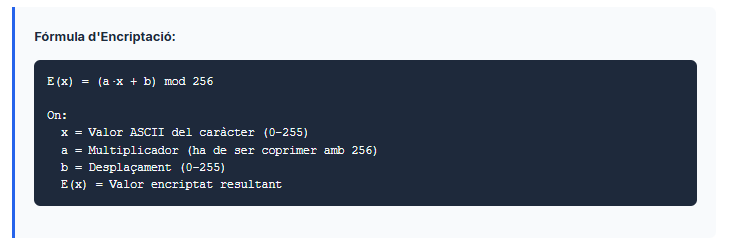 Fórmula d'Encriptació:
E(x) = (a·x + b) mod 256
On:
x = Valor ASCII del caràcter (0-255)
a = Multiplicador (ha de ser coprimer amb 256)
b = Desplaçament (0-255)
E(x) = Valor encriptat resultant